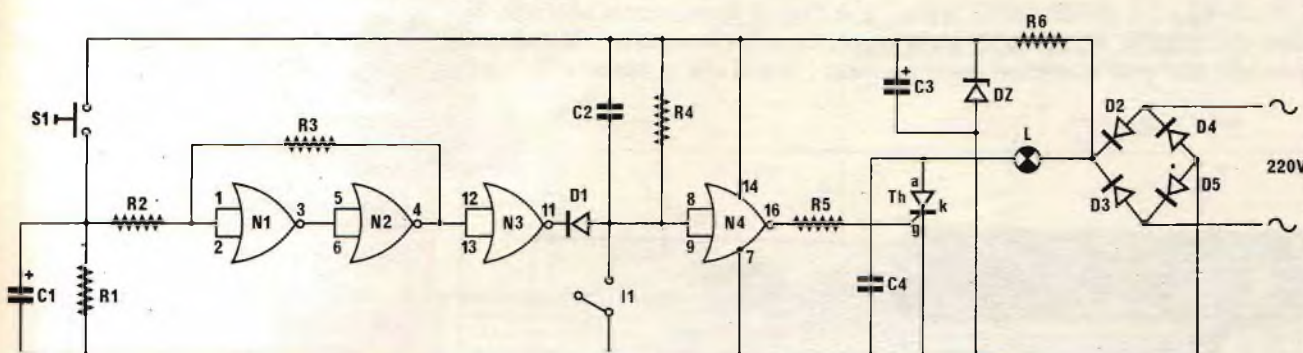 R6
S1
R3
C2
R4
C3
DZ
D2
D4
220V
R2
1
2
N1
3
5
6
N2
4
12
13
N3
11
D1
8
9
N4
14
16
7
R5
L
a
Th
k
g
D3
D5
C1
+
R1
I1
C4
+
~
~